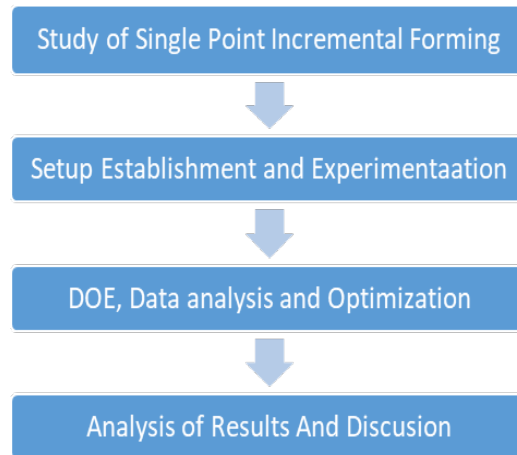 Study of Single Point Incremental Forming
Setup Establishment and Experimentaation
DOE, Data analysis and Optimization
Analysis of Results And Discusion